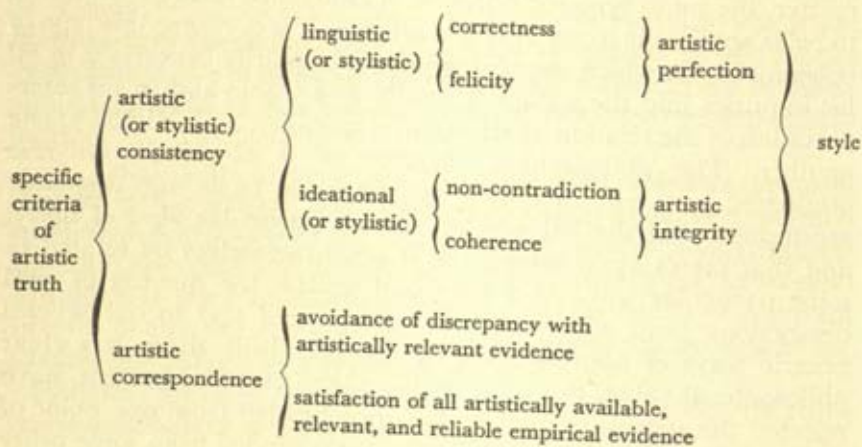 specific
criteria
of
artistic
truth
artistic
(or stylistic)
consistency
linguistic
(or stylistic)
correctness
felicity
artistic
perfection
ideational
(or stylistic)
non-contradiction
coherence
artistic
integrity
style
artistic
correspondence
avoidance of discrepancy with
artistically relevant evidence
satisfaction of all artistically available,
relevant, and reliable empirical evidence